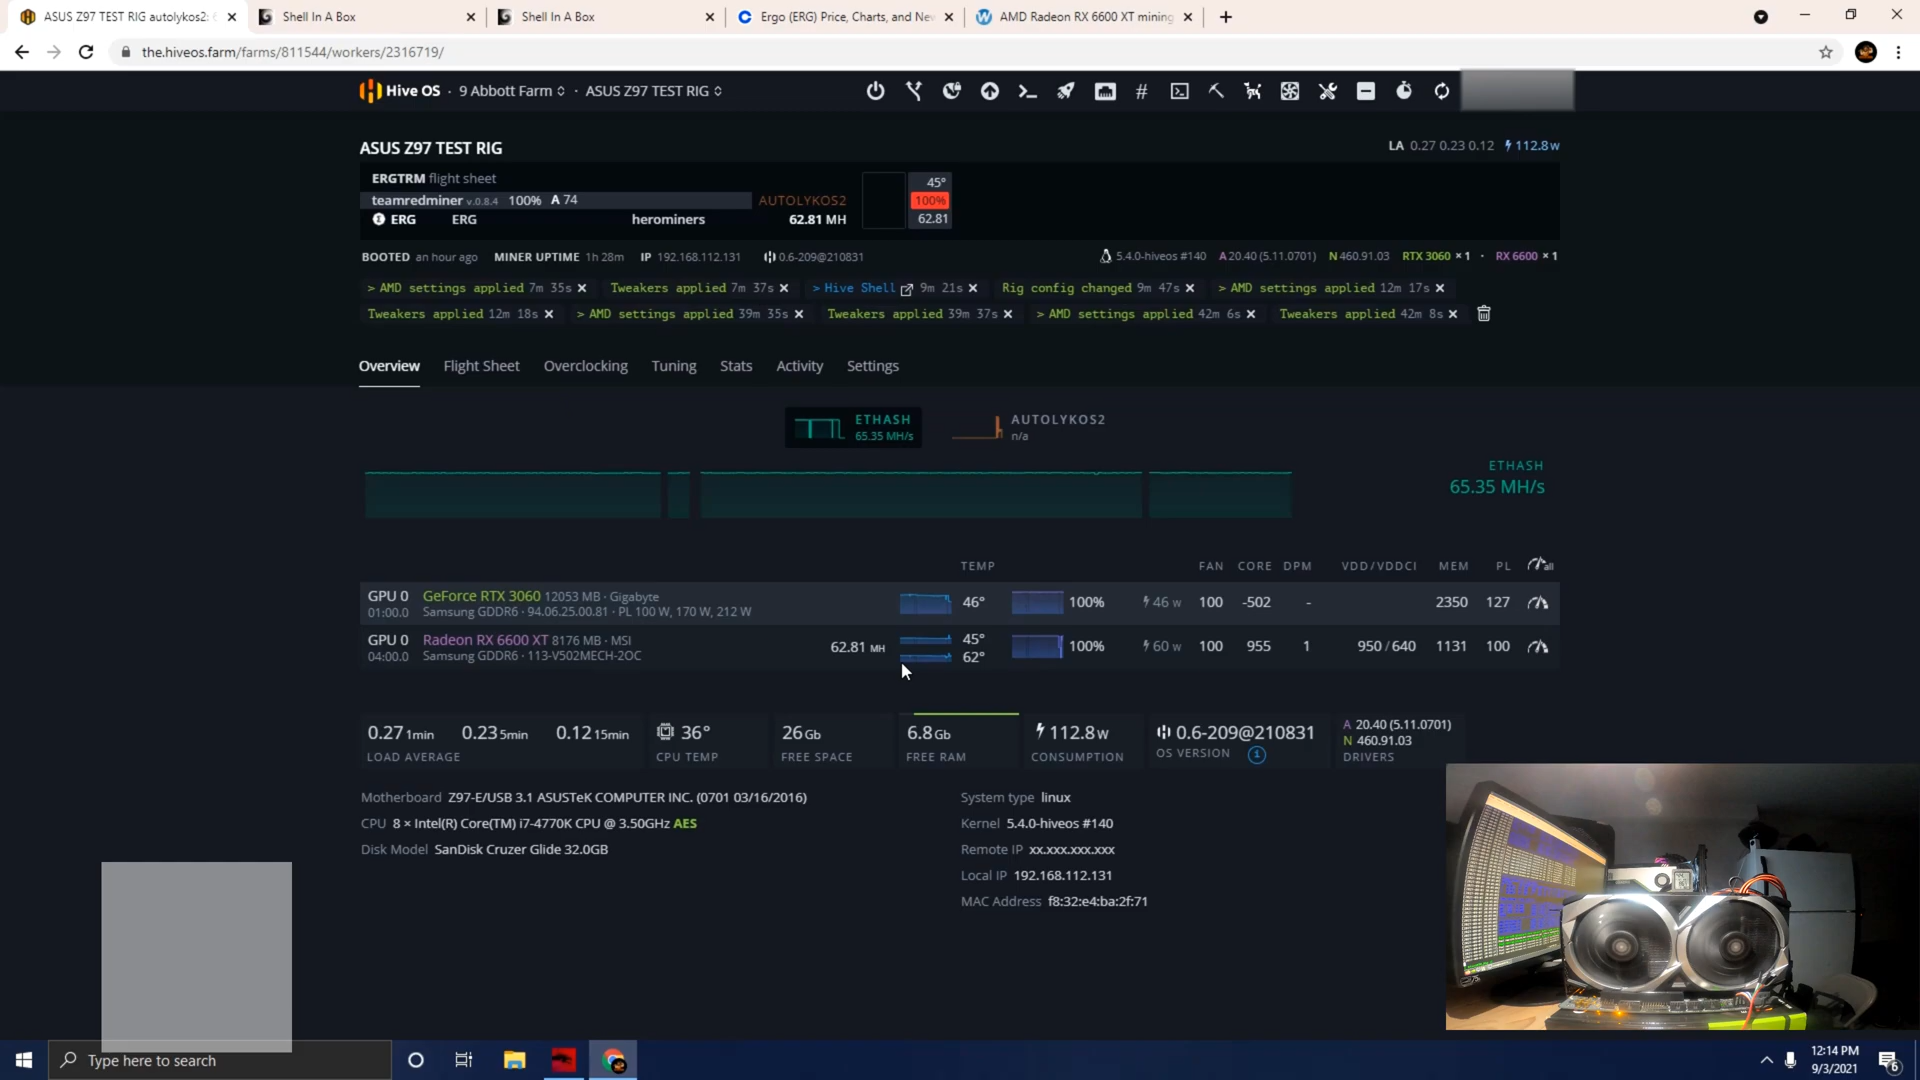 ASUS Z97 TEST RIG autolykos2:
Shell In A Box
Shell In A Box
Ergo (ERG) Price, Charts, and Ne
AMD Radeon RX 6600 XT mining
the.hiveos.farm/farms/811544/workers/2316719/
Hive OS · 9 Abbott Farm · ASUS Z97 TEST RIG
ASUS Z97 TEST RIG
LA 0.27 0.23 0.12 112.8 w
ERGTRM flight sheet
teamredminer v.0.8.4 100% A 74 AUTOLYKOS2
ERG ERG herominers 62.81 MH
45°
100%
62.81
BOOTED an hour ago MINER UPTIME 1h 28m IP 192.168.112.131 0.6-209@210831
5.4.0-hiveos #140 A 20.40 (5.11.0701) N 460.91.03 RTX 3060 × 1 · RX 6600 × 1
> AMD settings applied 7m 35s × Tweakers applied 7m 37s × > Hive Shell 9m 21s × Rig config changed 9m 47s × > AMD settings applied 12m 17s ×
Tweakers applied 12m 18s × > AMD settings applied 39m 35s × Tweakers applied 39m 37s × > AMD settings applied 42m 6s × Tweakers applied 42m 8s ×
Overview Flight Sheet Overclocking Tuning Stats Activity Settings
ETHASH
65.35 MH/s
AUTOLYKOS2
n/a
ETHASH
65.35 MH/s
TEMP FAN CORE DPM VDD/VDDCI MEM PL all
GPU 0 GeForce RTX 3060 12053 MB · Gigabyte 46° 100% 46 w 100 -502 - 2350 127
01:00.0 Samsung GDDR6 · 94.06.25.00.81 · PL 100 W, 170 W, 212 W
GPU 0 Radeon RX 6600 XT 8176 MB · MSI 62.81 MH 45° 100% 60 w 100 955 1 950 / 640 1131 100
04:00.0 Samsung GDDR6 · 113-V502MECH-2OC 62°
0.27 1min 0.23 5min 0.12 15min
LOAD AVERAGE
36°
CPU TEMP
26 Gb
FREE SPACE
6.8 Gb
FREE RAM
112.8 w
CONSUMPTION
0.6-209@210831
OS VERSION
A 20.40 (5.11.0701)
N 460.91.03
DRIVERS
Motherboard Z97-E/USB 3.1 ASUSTeK COMPUTER INC. (0701 03/16/2016)
CPU 8 × Intel(R) Core(TM) i7-4770K CPU @ 3.50GHz AES
Disk Model SanDisk Cruzer Glide 32.0GB
System type linux
Kernel 5.4.0-hiveos #140
Remote IP xx.xxx.xxx.xxx
Local IP 192.168.112.131
MAC Address f8:32:e4:ba:2f:71
Type here to search
12:14 PM
9/3/2021
6